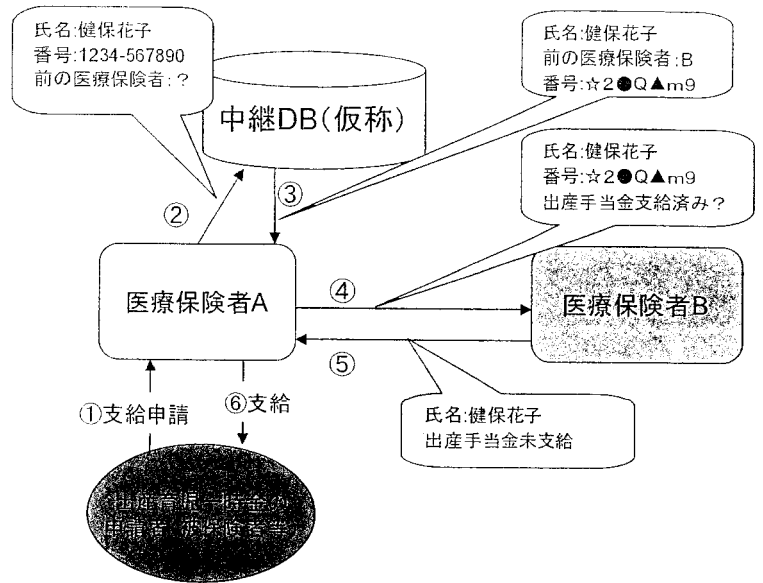 氏名:健保花子
番号:1234-567890
前の医療保険者:?
中継DB(仮称)
氏名:健保花子
前の医療保険者:B
番号:☆2●Q▲m9
氏名:健保花子
番号:☆2●Q▲m9
出産手当金支給済み?
②
③
医療保険者A
④
医療保険者B
⑤
①支給申請
⑥支給
氏名:健保花子
出産手当金未支給